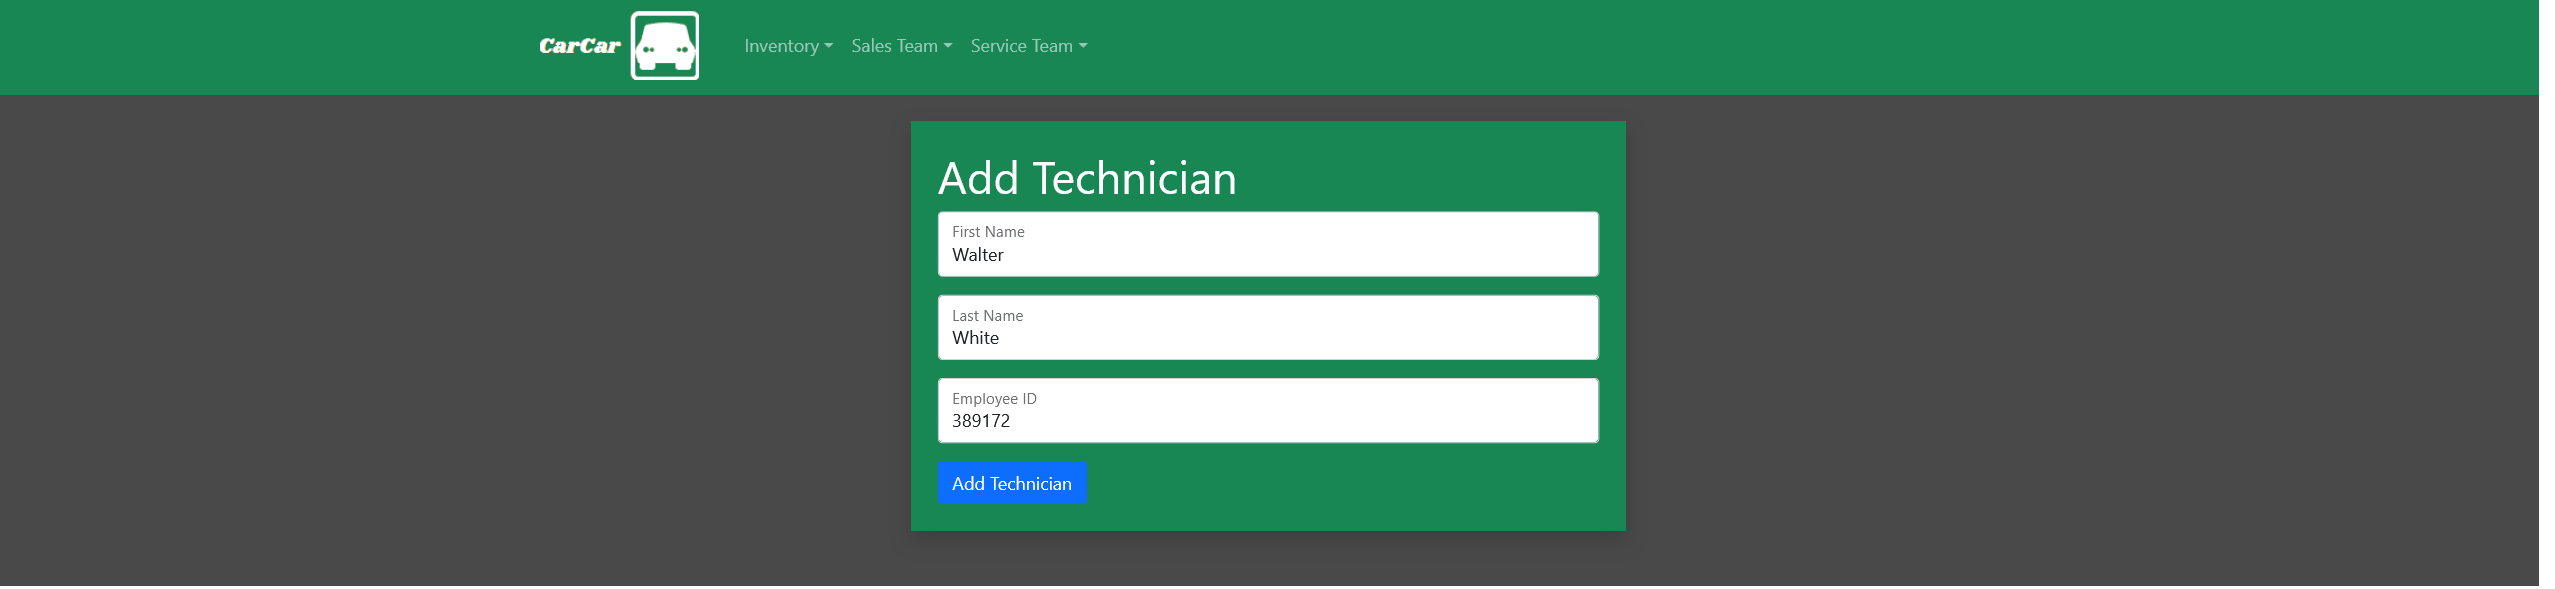 CarCar Inventory Sales Team Service Team
Add Technician
First Name
Walter
Last Name
White
Employee ID
389172
Add Technician